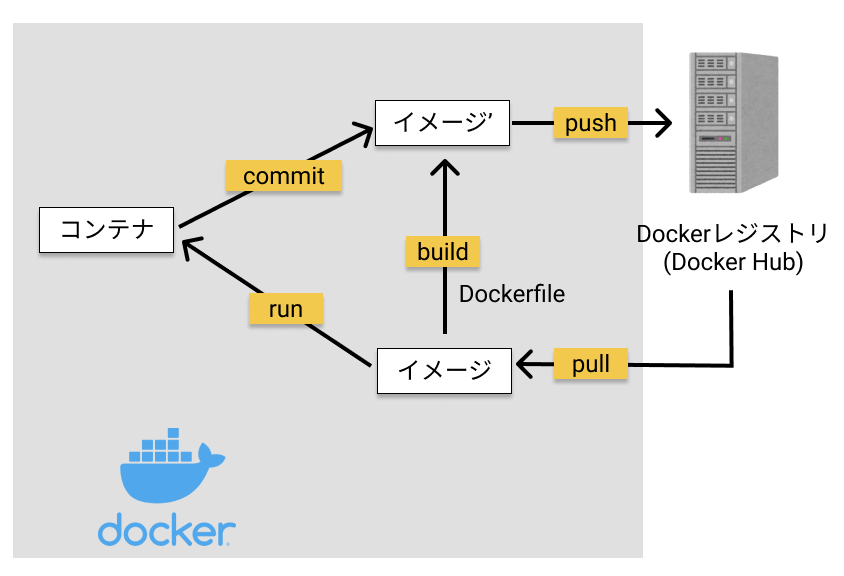 イメージ’
push
commit
コンテナ
Dockerレジストリ
(Docker Hub)
build
Dockerfile
run
イメージ
pull
docker